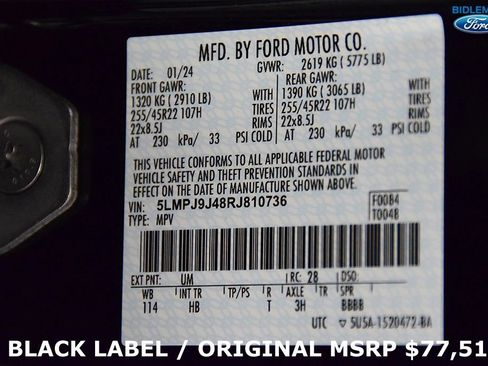 BIDLEM
Ford
MFD. BY FORD MOTOR CO.
DATE: 01/24 GVWR: 2619 KG ( 5775 LB)
FRONT GAWR: REAR GAWR:
1320 KG ( 2910 LB) WITH 1390 KG ( 3065 LB) WITH
255/45R22 107H TIRES 255/45R22 107H TIRES
22x8.5J RIMS 22x8.5J RIMS
AT 230 kPa/ 33 PSI COLD AT 230 kPa/ 33 PSI COLD
THIS VEHICLE CONFORMS TO ALL APPLICABLE FEDERAL MOTOR
VEHICLE SAFETY AND THEFT PREVENTION STANDARDS IN
EFFECT ON THE DATE OF MANUFACTURE SHOWN ABOVE.
VIN: 5LMPJ9J48RJ810736 F0084
TYPE: MPV T004B
EXT PNT: UM RC: 28 DSO:
WB INT TR TP/PS R AXLE TR SPR
114 HB T 3H BBBB
UTC 5U5A-1520472-BA
BLACK LABEL / ORIGINAL MSRP $77,51